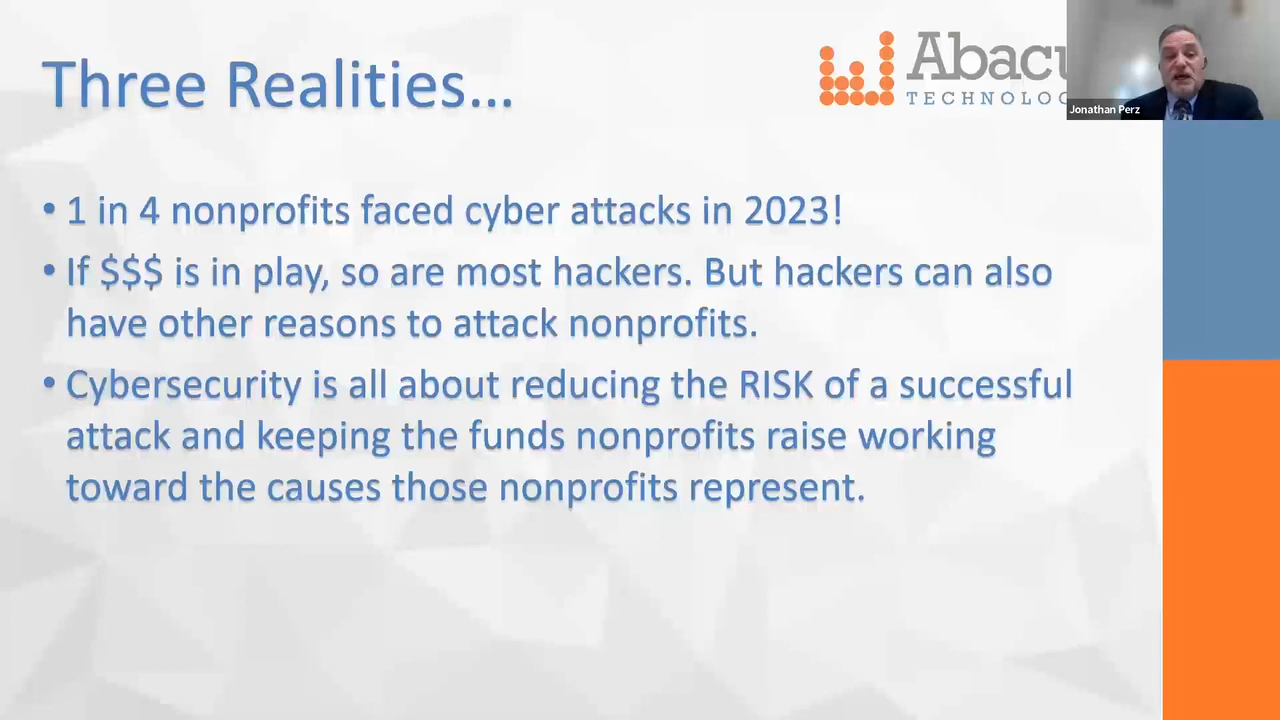 Three Realities...
Abacu
TECHNOLOG
Jonathan Perz
• 1 in 4 nonprofits faced cyber attacks in 2023!
• If $$$ is in play, so are most hackers. But hackers can also
have other reasons to attack nonprofits.
• Cybersecurity is all about reducing the RISK of a successful
attack and keeping the funds nonprofits raise working
toward the causes those nonprofits represent.